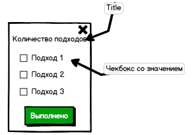 Title
Количество подходов
Подход 1
Чекбокс со значением
Подход 2
Подход 3
Выполнено